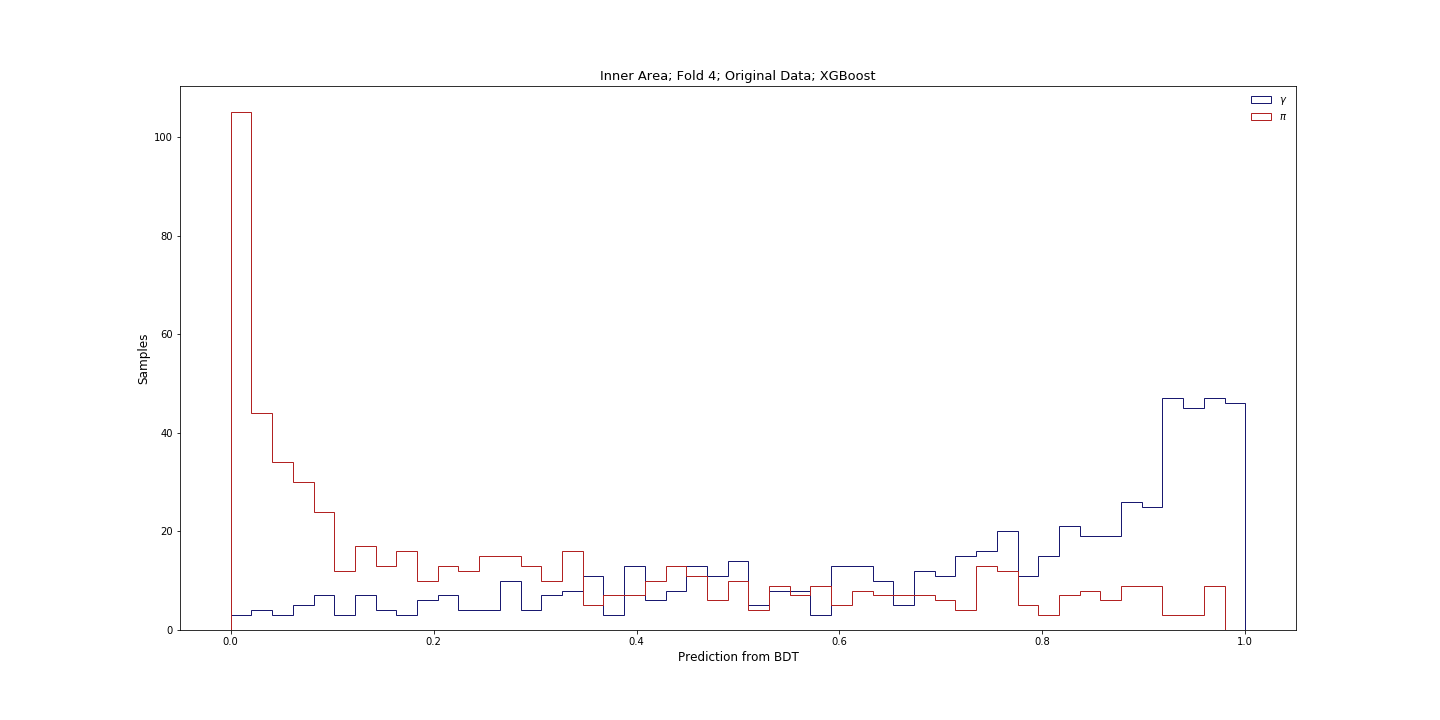 Inner Area; Fold 4; Original Data; XGBoost
γ
π
100
80
60
40
20
0
Samples
0.0 0.2 0.4 0.6 0.8 1.0
Prediction from BDT